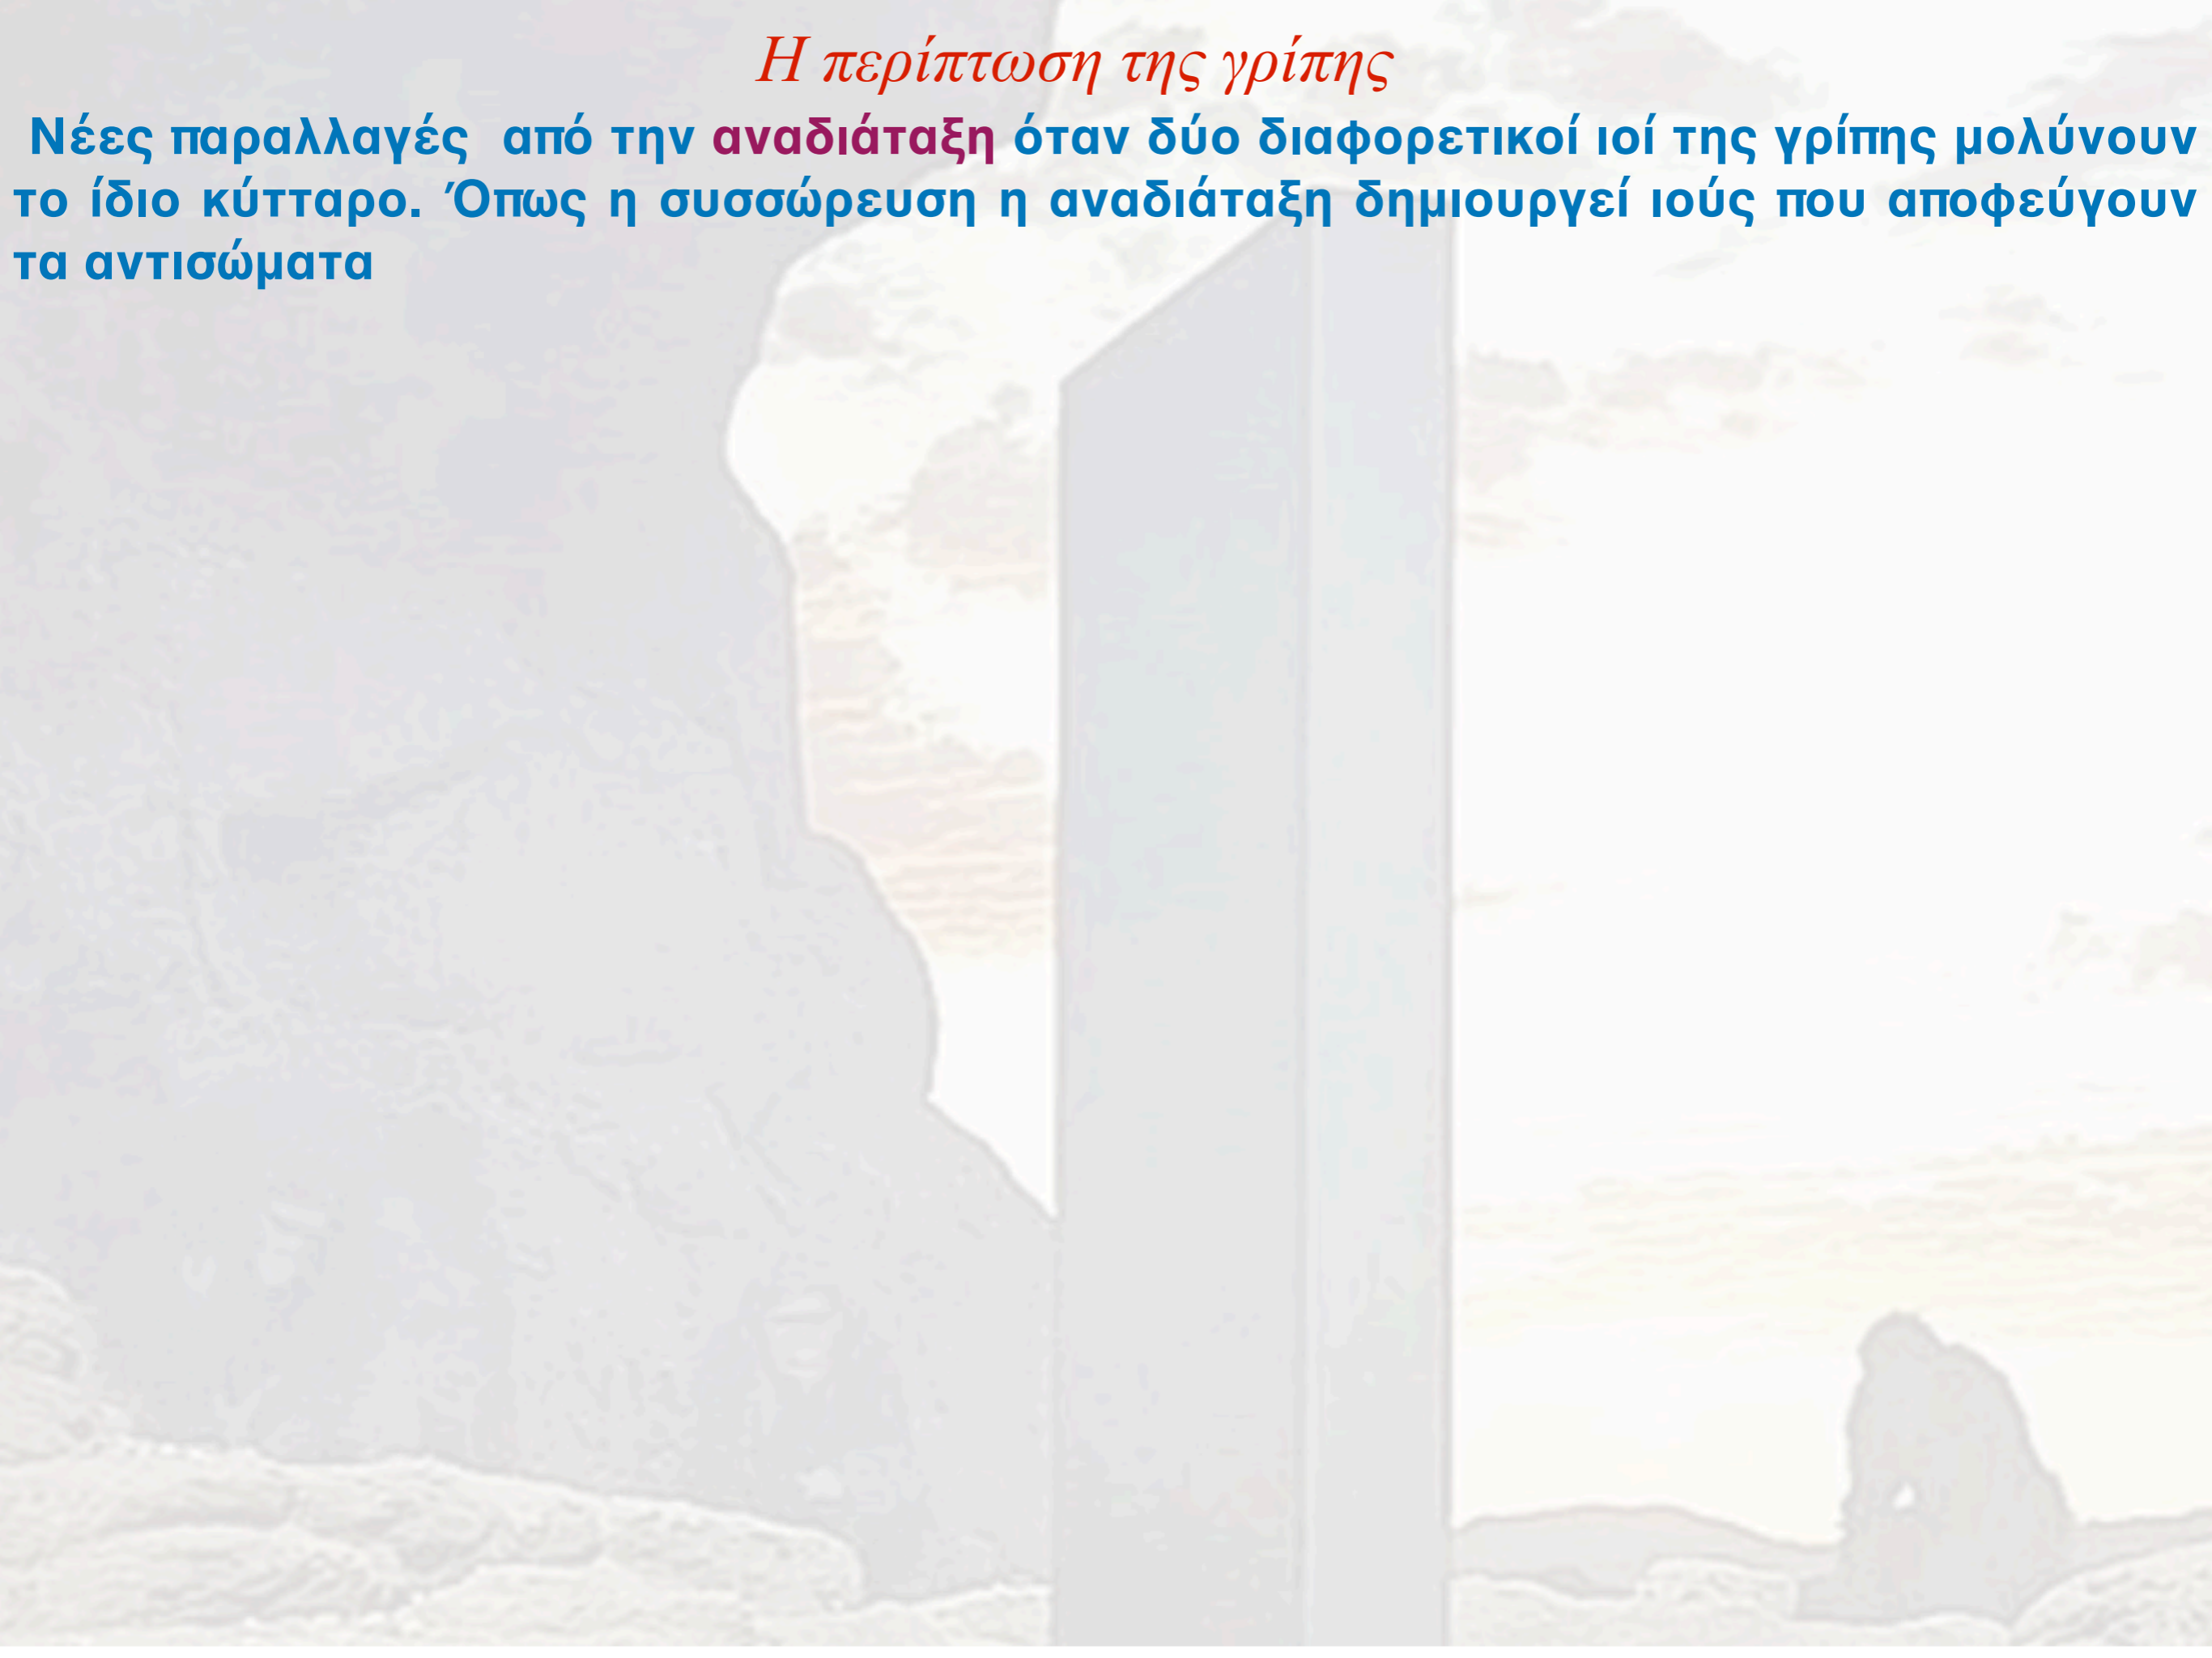 Η περίπτωση της γρίπης
Νέες παραλλαγές από την αναδιάταξη όταν δύο διαφορετικοί ιοί της γρίπης μολύνουν
το ίδιο κύτταρο. Όπως η συσσώρευση η αναδιάταξη δημιουργεί ιούς που αποφεύγουν
τα αντισώματα